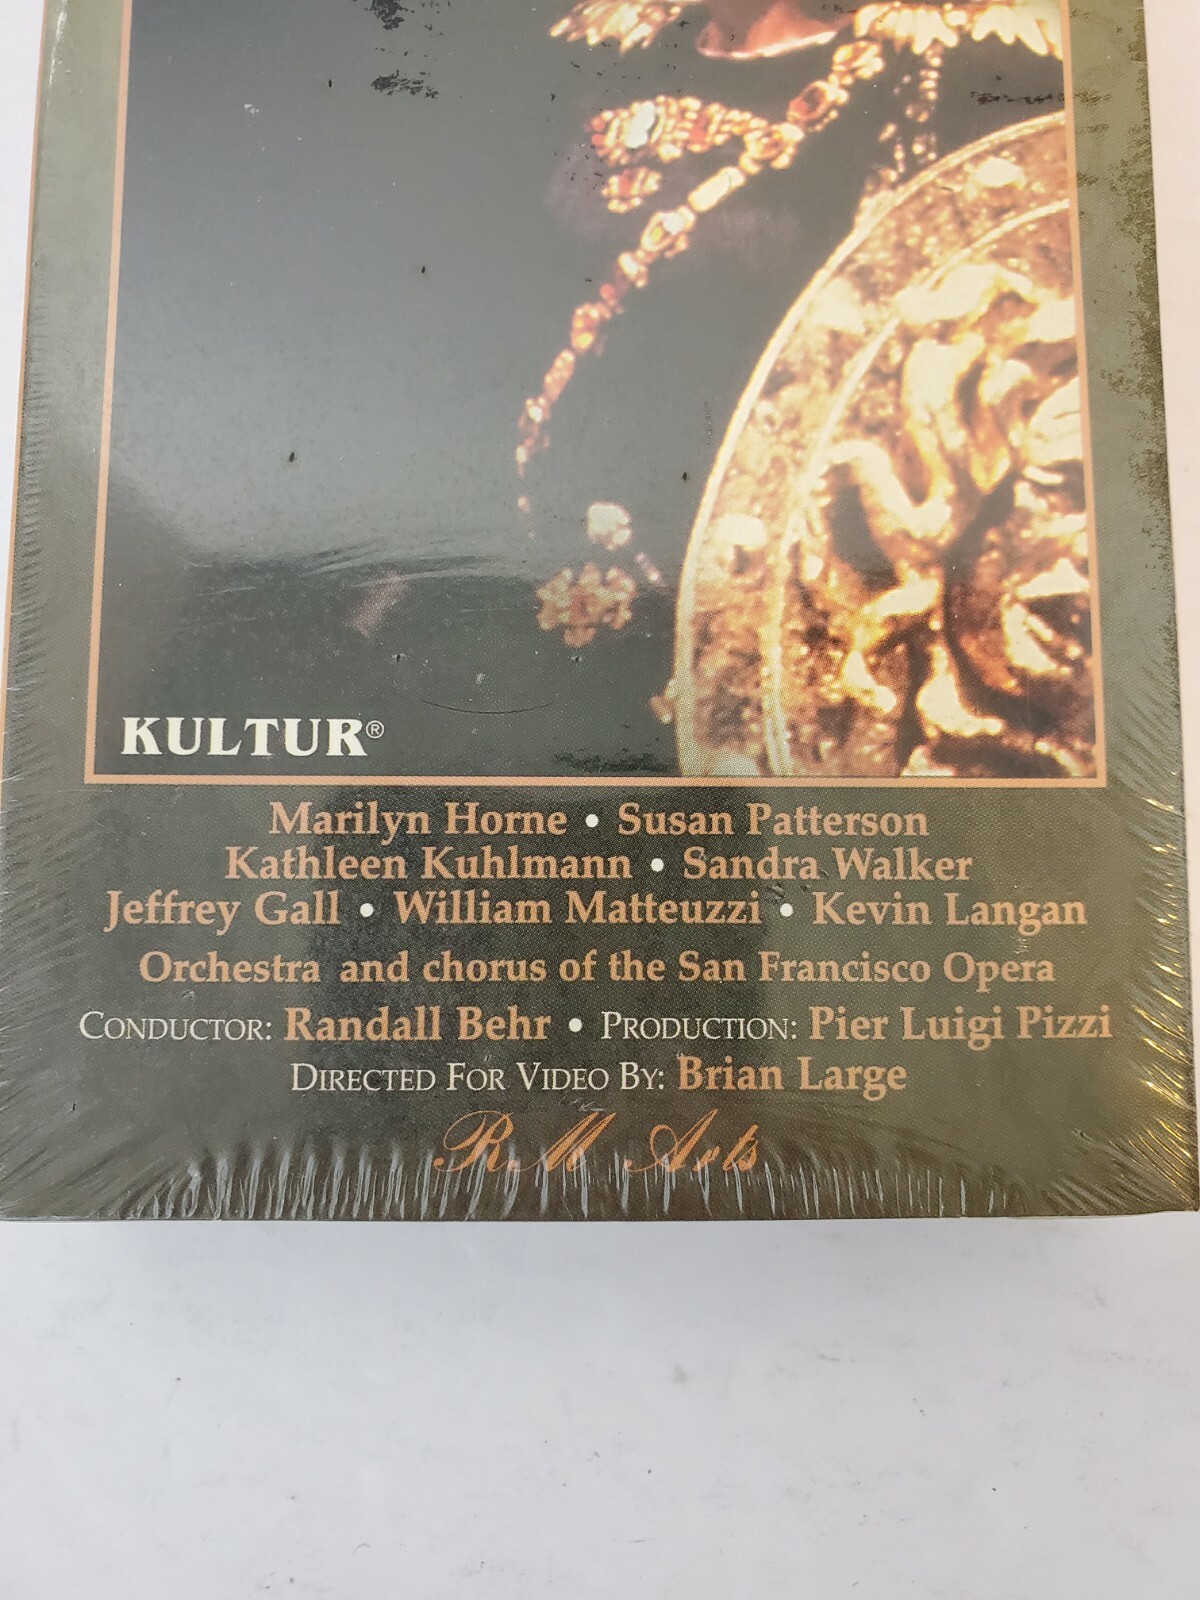 KULTUR®
Marilyn Horne • Susan Patterson
Kathleen Kuhlmann • Sandra Walker
Jeffrey Gall • William Matteuzzi • Kevin Langan
Orchestra and chorus of the San Francisco Opera
CONDUCTOR: Randall Behr • PRODUCTION: Pier Luigi Pizzi
DIRECTED FOR VIDEO BY: Brian Large
RM Arts